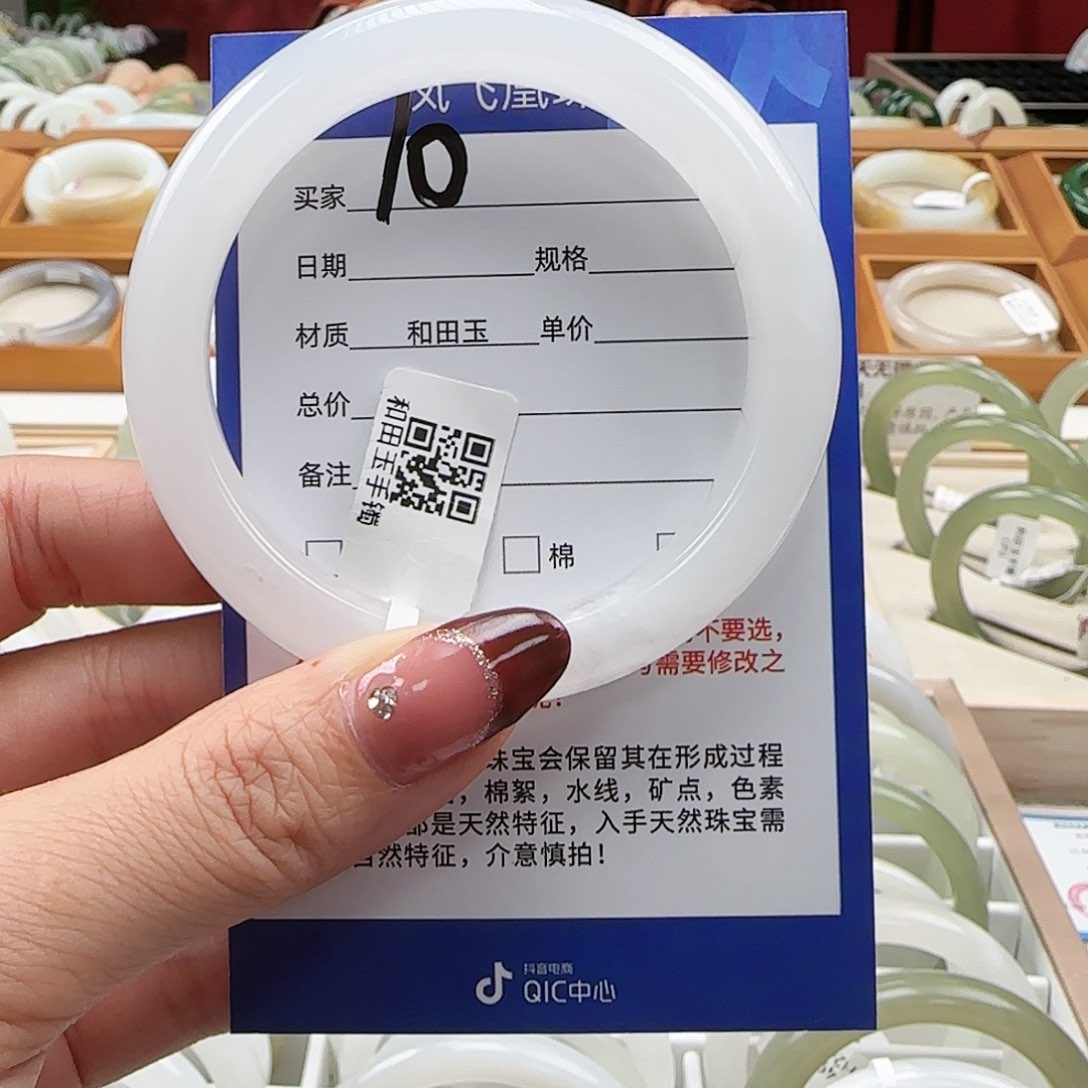 凤飞凰珠
10
买家
日期 规格
材质 和田玉 单价
总价
备注
和田玉手镯
棉
不要选，
需要修改之
珠宝会保留其在形成过程
，棉絮，水线，矿点，色素
都是天然特征，入手天然珠宝需
自然特征，介意慎拍！
抖音电商
QIC中心